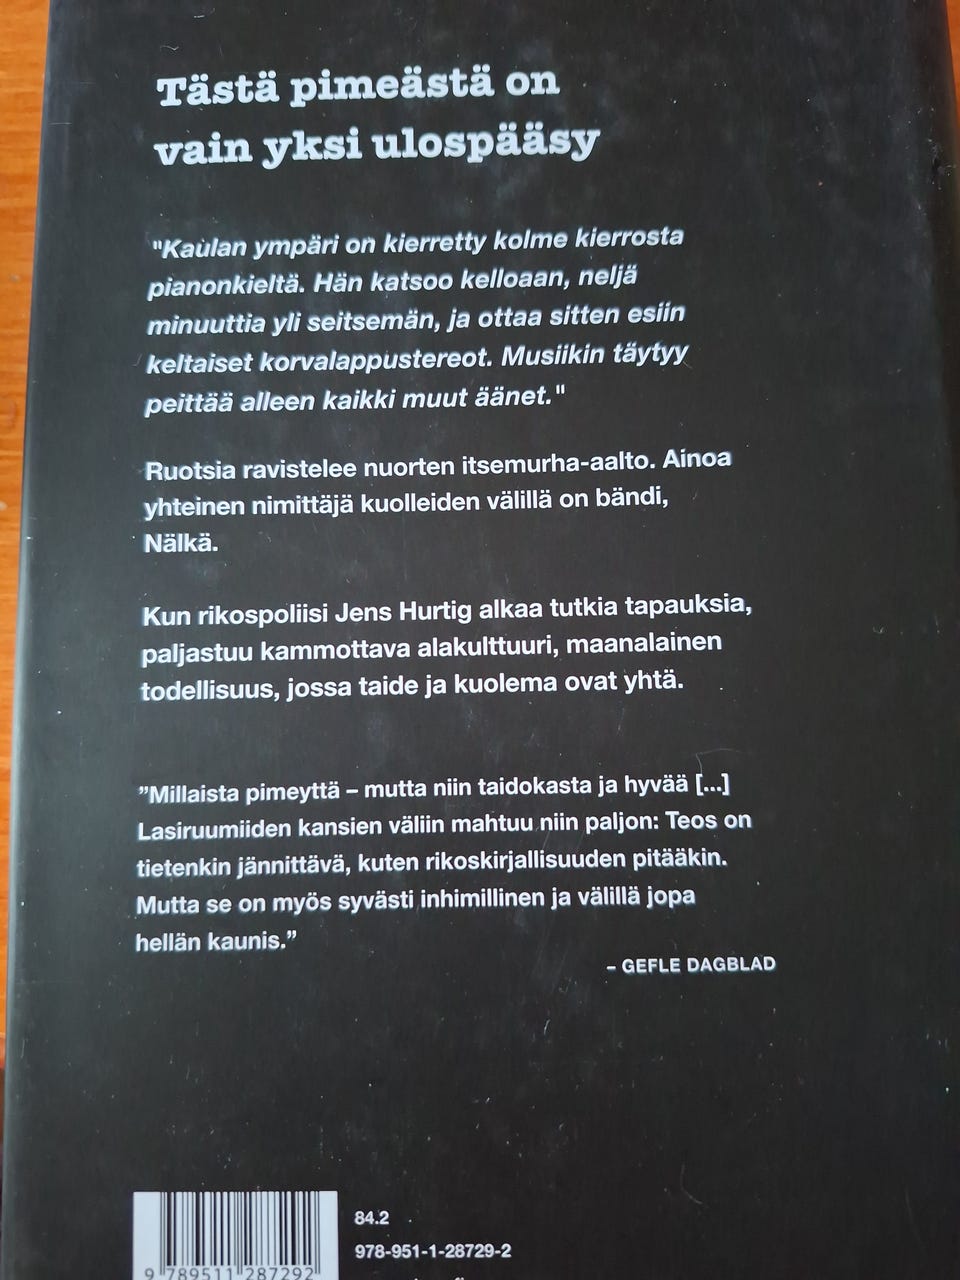 Tästä pimeästä on
vain yksi ulospääsy
"Kaulan ympäri on kierretty kolme kierrosta
pianonkieltä. Hän katsoo kelloaan, neljä
minuuttia yli seitsemän, ja ottaa sitten esiin
keltaiset korvalappustereot. Musiikin täytyy
peittää alleen kaikki muut äänet."
Ruotsia ravistelee nuorten itsemurha-aalto. Ainoa
yhteinen nimittäjä kuolleiden välillä on bändi,
Nälkä.
Kun rikospoliisi Jens Hurtig alkaa tutkia tapauksia,
paljastuu kammottava alakulttuuri, maanalainen
todellisuus, jossa taide ja kuolema ovat yhtä.
”Millaista pimeyttä – mutta niin taidokasta ja hyvää [...]
Lasiruumiiden kansien väliin mahtuu niin paljon: Teos on
tietenkin jännittävä, kuten rikoskirjallisuuden pitääkin.
Mutta se on myös syvästi inhimillinen ja välillä jopa
hellän kaunis.”
– GEFLE DAGBLAD
84.2
978-951-1-28729-2
9 789511 287292